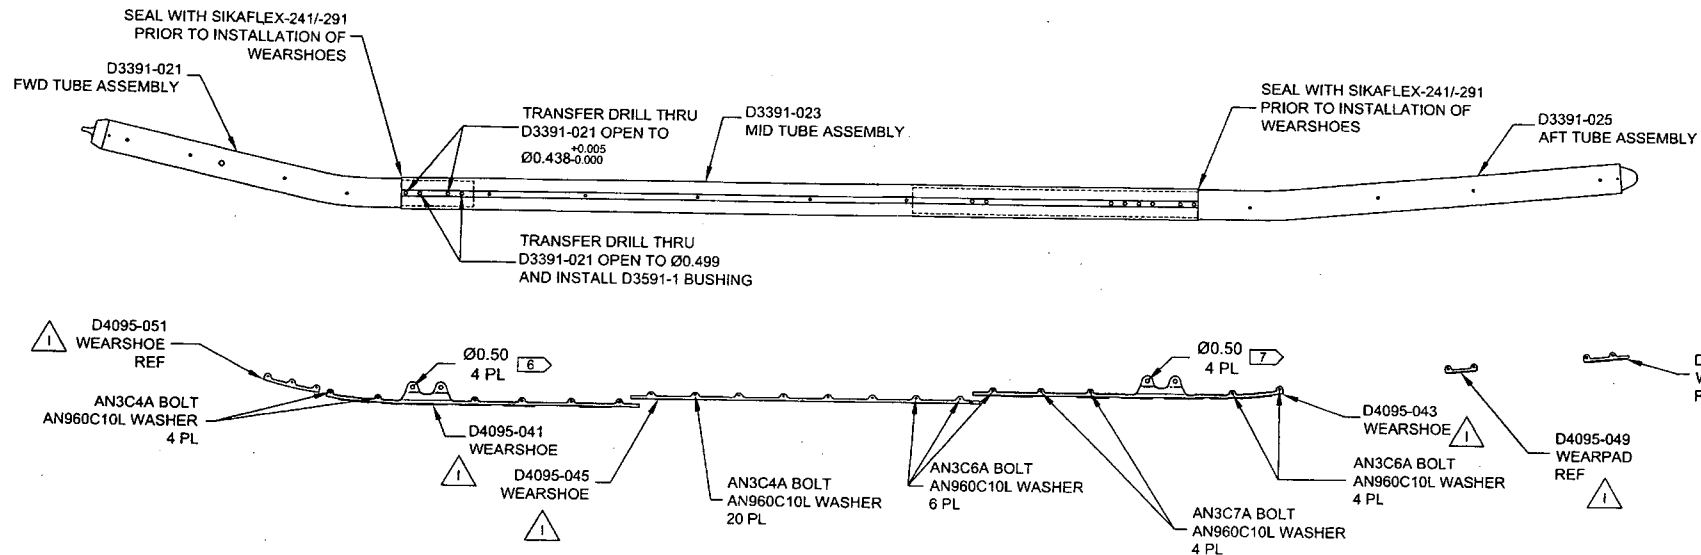 SEAL WITH SIKAFLEX-241/-291
PRIOR TO INSTALLATION OF
WEARSHOES
D3391-021
FWD TUBE ASSEMBLY
TRANSFER DRILL THRU
D3391-021 OPEN TO
Ø0.438 +0.005 -0.000
D3391-023
MID TUBE ASSEMBLY
SEAL WITH SIKAFLEX-241/-291
PRIOR TO INSTALLATION OF
WEARSHOES
D3391-025
AFT TUBE ASSEMBLY
TRANSFER DRILL THRU
D3391-021 OPEN TO Ø0.499
AND INSTALL D3591-1 BUSHING
D4095-051
WEARSHOE
REF
1
Ø0.50
4 PL
6
AN3C4A BOLT
AN960C10L WASHER
4 PL
D4095-041
WEARSHOE
1
D4095-045
WEARSHOE
1
AN3C4A BOLT
AN960C10L WASHER
20 PL
AN3C6A BOLT
AN960C10L WASHER
6 PL
Ø0.50
4 PL
7
AN3C7A BOLT
AN960C10L WASHER
4 PL
AN3C6A BOLT
AN960C10L WASHER
4 PL
D4095-043
WEARSHOE
1
D4095-049
WEARPAD
REF
1